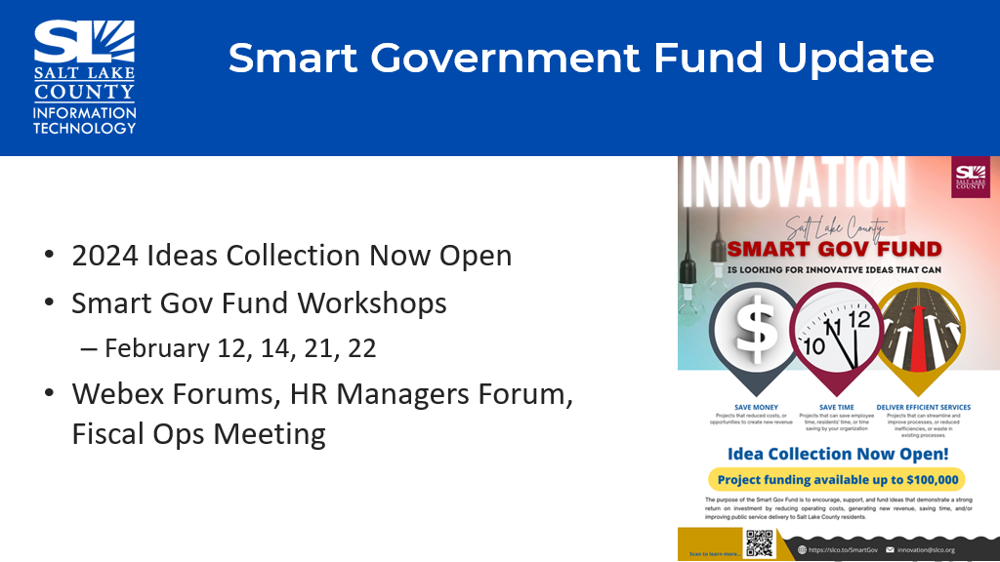 SL
SALT LAKE
COUNTY
INFORMATION
TECHNOLOGY
Smart Government Fund Update
• 2024 Ideas Collection Now Open
• Smart Gov Fund Workshops
– February 12, 14, 21, 22
• Webex Forums, HR Managers Forum,
Fiscal Ops Meeting
INNOVATION
SL
SALT LAKE
COUNTY
Salt Lake County
SMART GOV FUND
IS LOOKING FOR INNOVATIVE IDEAS THAT CAN
$
11 12
10
SAVE MONEY
Projects that reduced costs, or
opportunities to create new revenue
SAVE TIME
Projects that can save employee
time, residents' time, or time
saving by your organization
DELIVER EFFICIENT SERVICES
Projects that can streamline and
improve processes, or reduced
inefficiencies, or waste in
existing processes.
Idea Collection Now Open!
Project funding available up to $100,000
The purpose of the Smart Gov Fund is to encourage, support, and fund ideas that demonstrate a strong
return on investment by reducing operating costs, generating new revenue, saving time, and/or
improving public service delivery to Salt Lake County residents.
Scan to learn more...
https://slco.to/SmartGov
innovation@slco.org